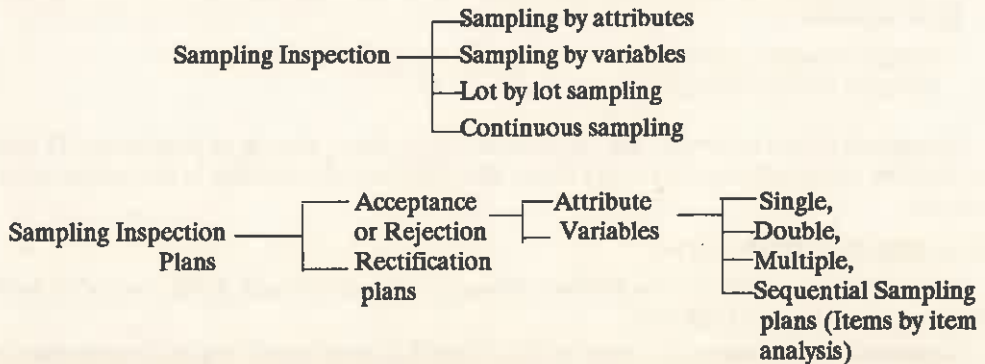 Sampling by attributes
Sampling Inspection
Sampling by variables
Lot by lot sampling
Continuous sampling
Sampling Inspection
Plans
Acceptance
or Rejection
Rectification
plans
Attribute
Variables
Single,
Double,
Multiple,
Sequential Sampling
plans (Items by item
analysis)